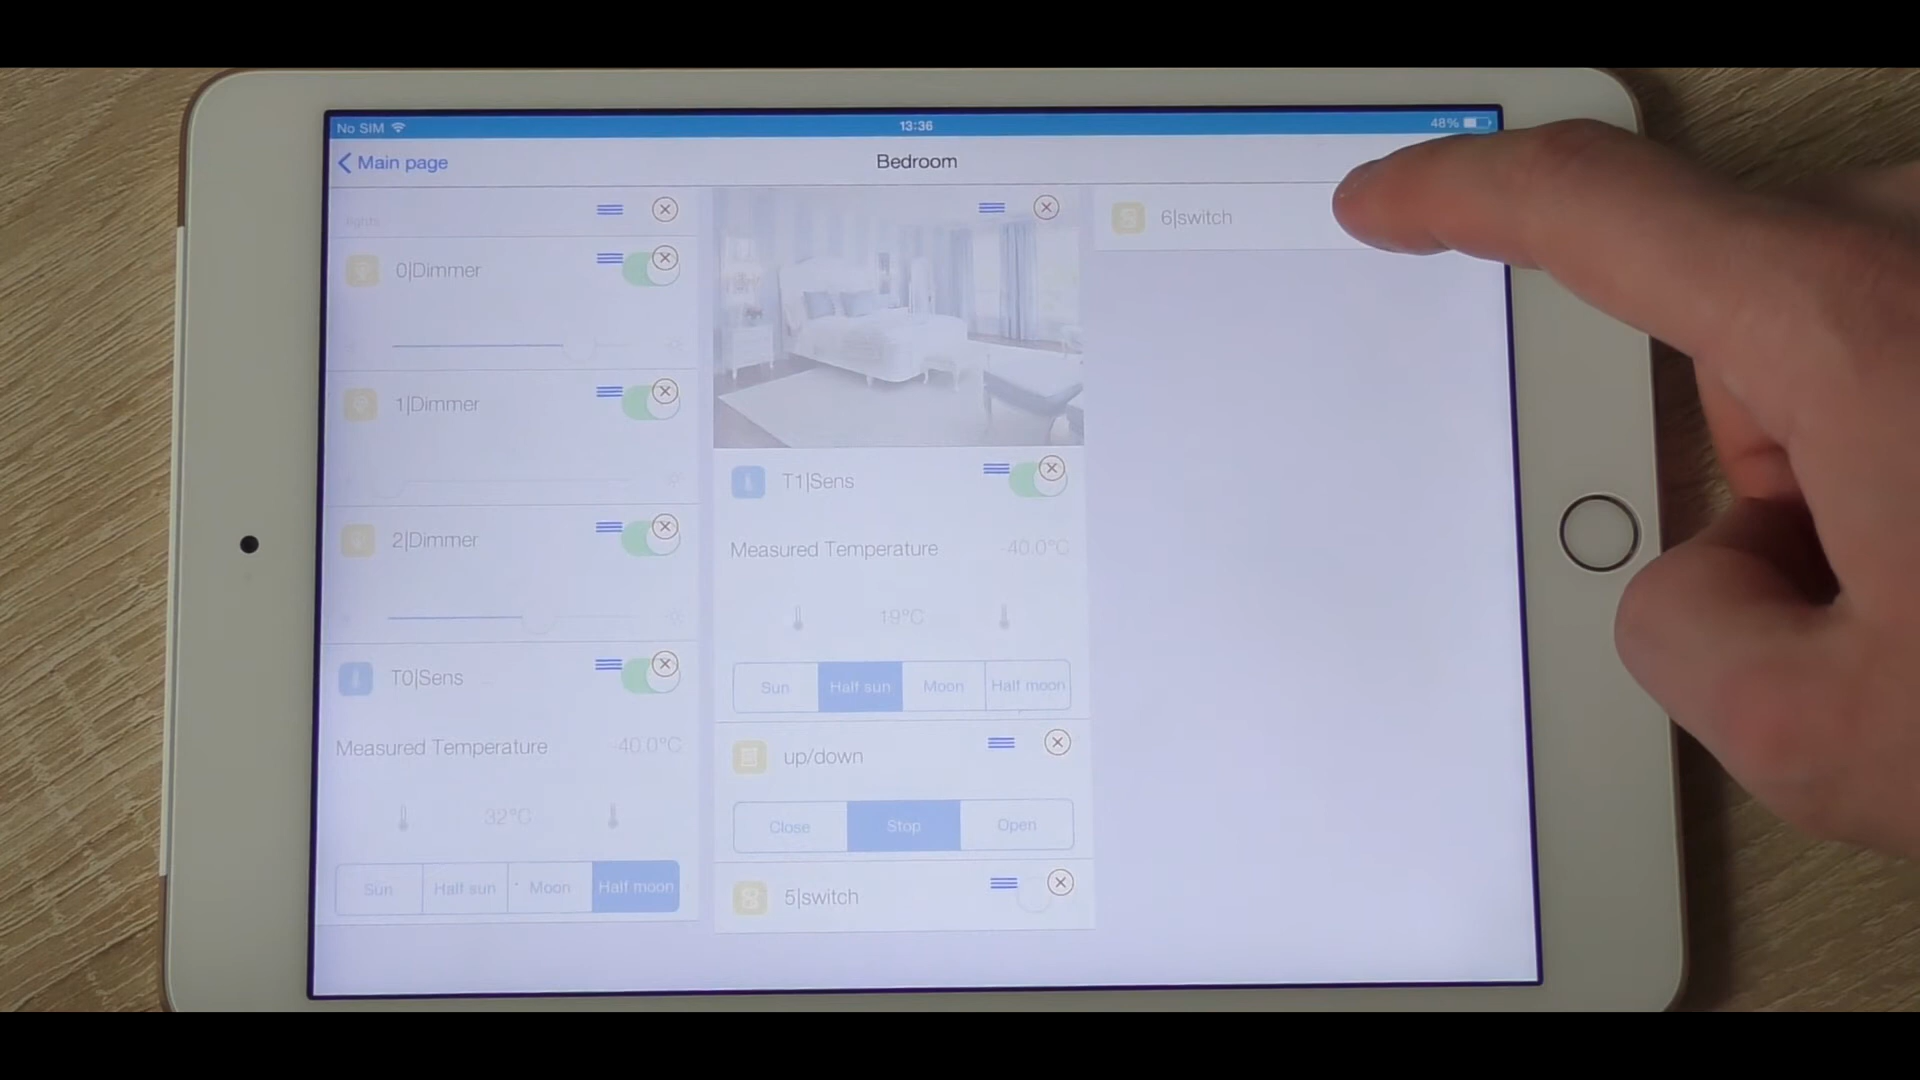 No SIM
13:36
48%
Main page
Bedroom
lights
0|Dimmer
1|Dimmer
2|Dimmer
T0|Sens
Measured Temperature
-40.0°C
32°C
Sun
Half sun
Moon
Half moon
T1|Sens
Measured Temperature
-40.0°C
19°C
Sun
Half sun
Moon
Half moon
up/down
Close
Stop
Open
5|switch
6|switch